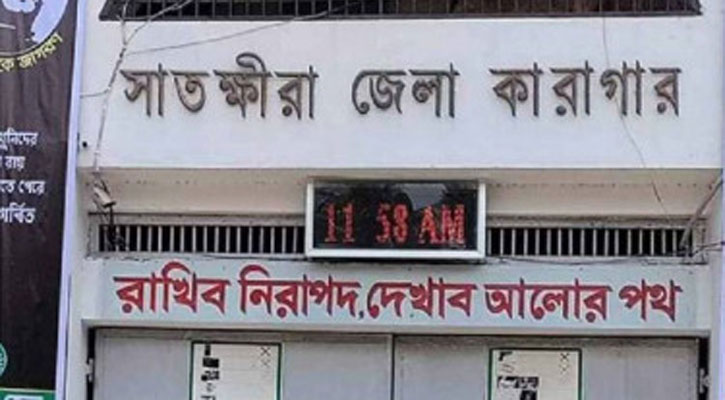 সাতক্ষীরা জেলা কারাগার
11 58 AM
রাখিব নিরাপদ, দেখাব আলোর পথ